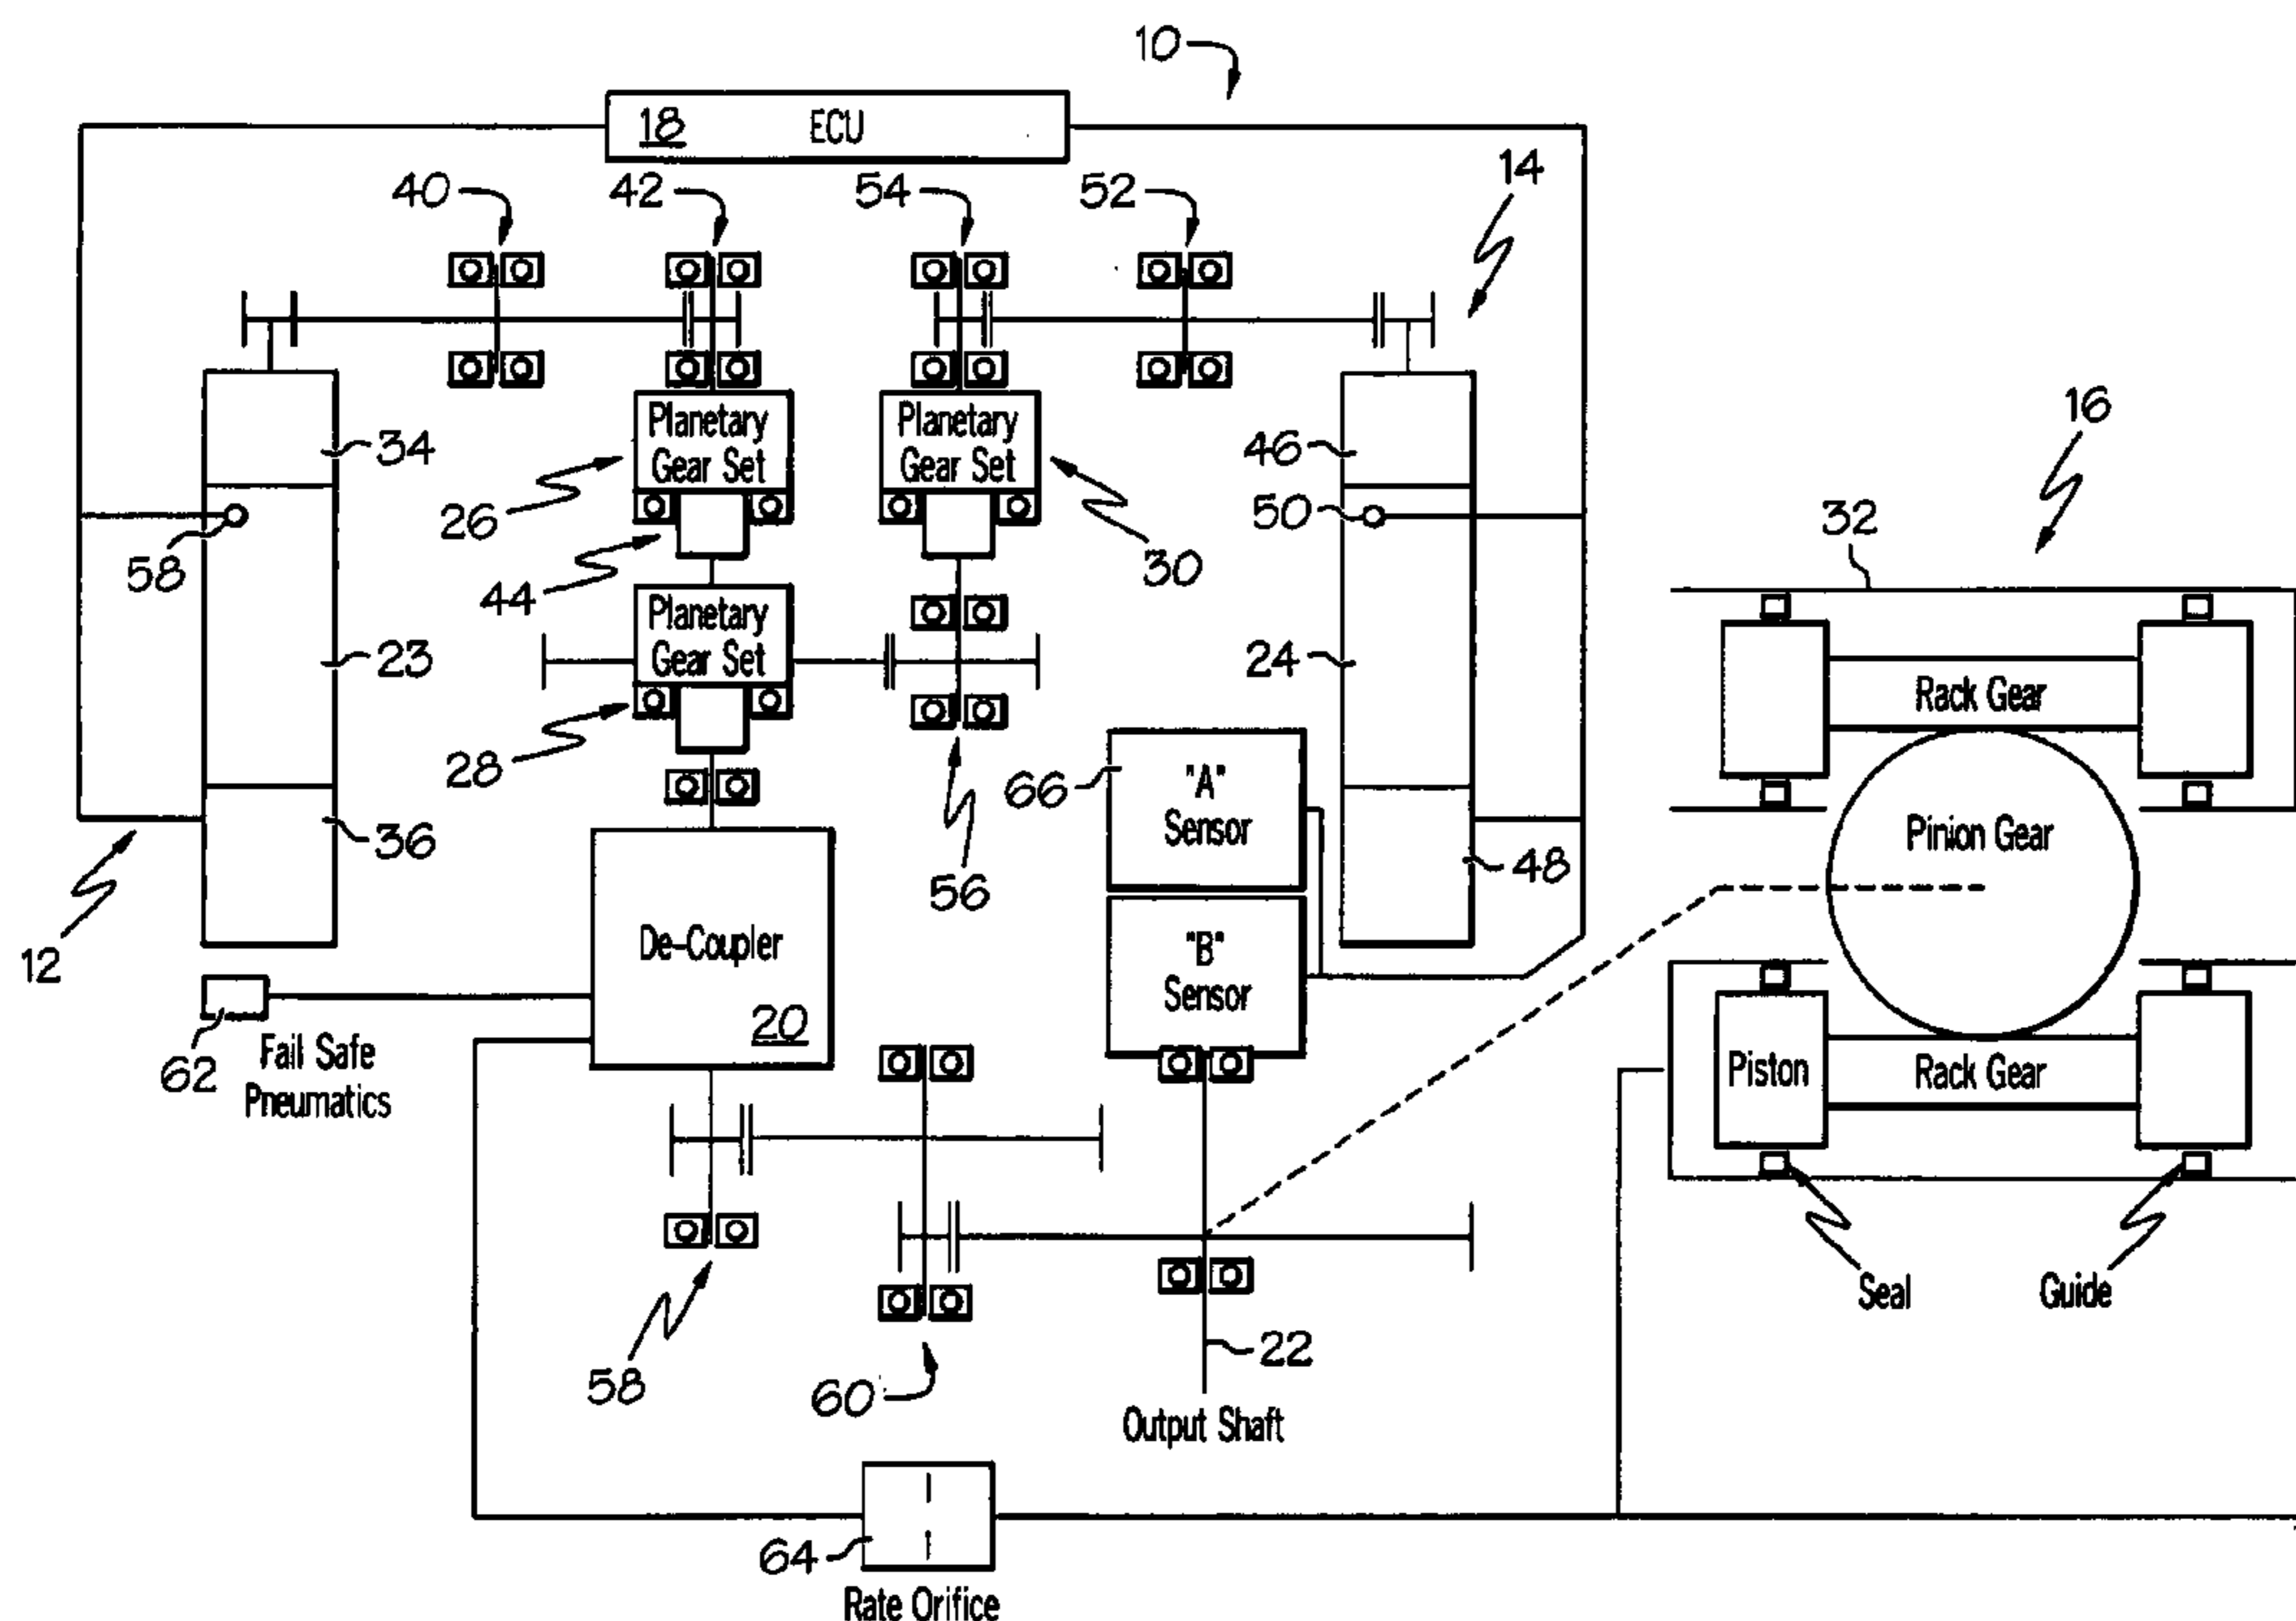 10
18 ECU
40
42
54
52
14
Planetary
Gear Set
Planetary
Gear Set
34
46
16
26
58
50
32
30
44
Planetary
Gear Set
23
24
Rack Gear
28
66
"A"
Sensor
Pinion Gear
36
48
56
12
De-Coupler
20
"B"
Sensor
62
Fail Safe
Pneumatics
Piston
Rack Gear
Seal
Guide
58
60
22
Output Shaft
64
Rate Orifice